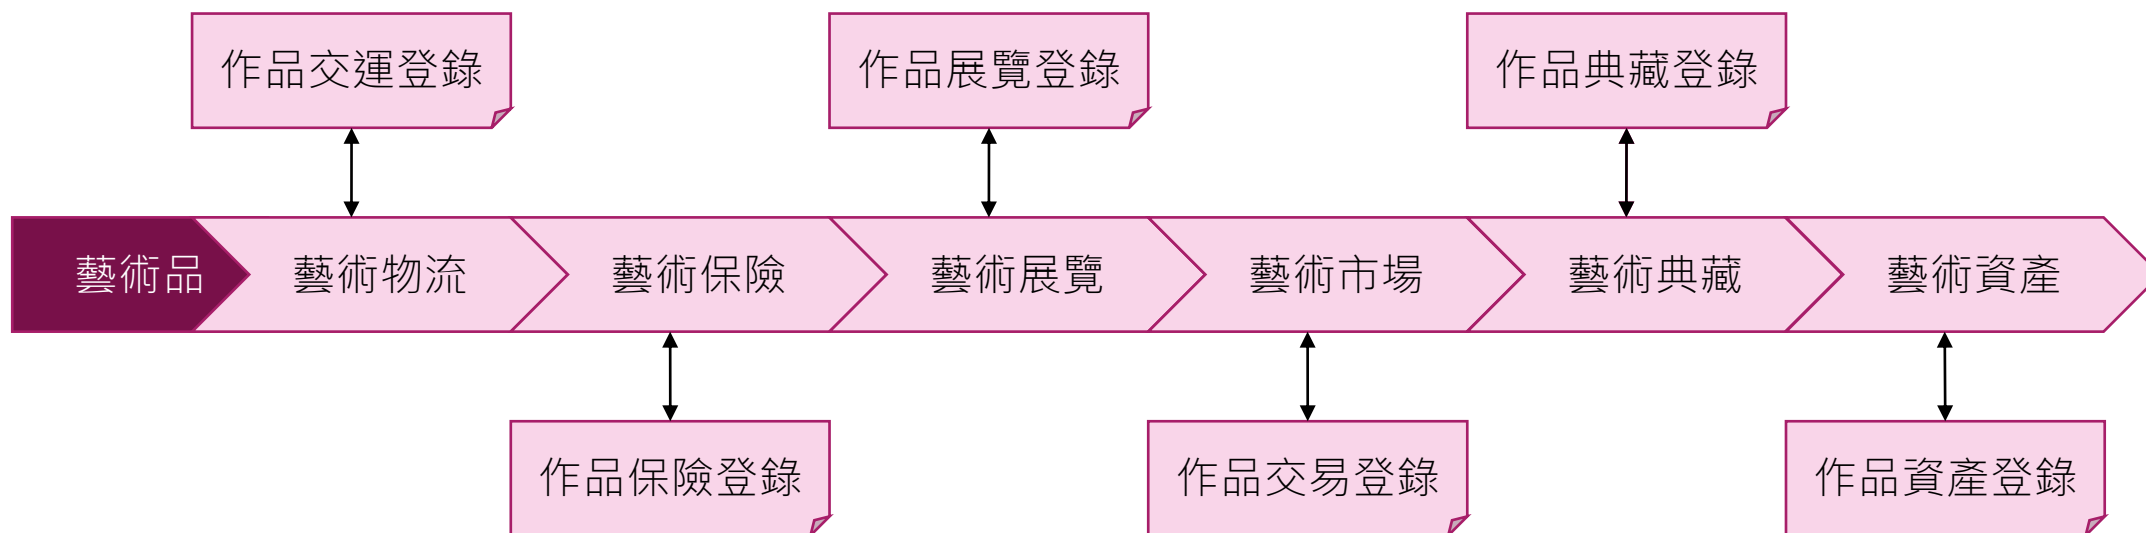 作品交運登錄
作品展覽登錄
作品典藏登錄
藝術品
藝術物流
藝術保險
藝術展覽
藝術市場
藝術典藏
藝術資產
作品保險登錄
作品交易登錄
作品資產登錄